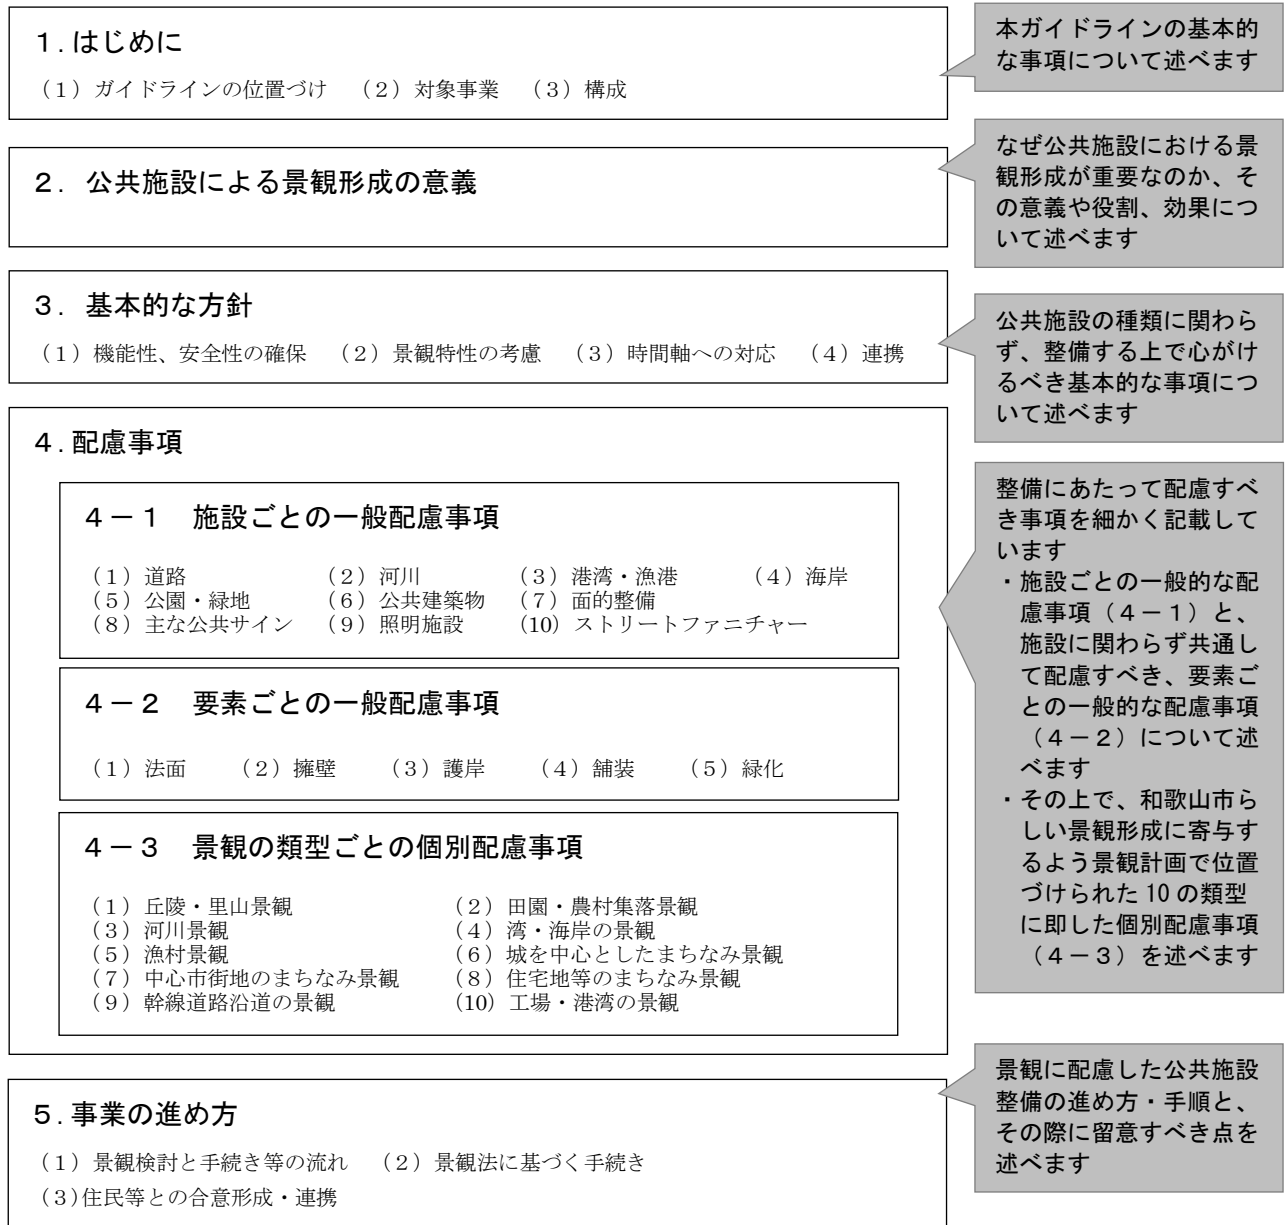 １.はじめに
（１）ガイドラインの位置づけ　（２）対象事業　（３）構成
本ガイドラインの基本的
な事項について述べます
２．公共施設による景観形成の意義
なぜ公共施設における景
観形成が重要なのか、そ
の意義や役割、効果につ
いて述べます
３．基本的な方針
（１）機能性、安全性の確保　（２）景観特性の考慮　（３）時間軸への対応　（４）連携
公共施設の種類に関わら
ず、整備する上で心がけ
るべき基本的な事項につ
いて述べます
４.配慮事項
４－１　施設ごとの一般配慮事項
（１）道路　（２）河川　（３）港湾・漁港　（４）海岸
（５）公園・緑地　（６）公共建築物　（７）面的整備
（８）主な公共サイン　（９）照明施設　（10）ストリートファニチャー
４－２　要素ごとの一般配慮事項
（１）法面　（２）擁壁　（３）護岸　（４）舗装　（５）緑化
４－３　景観の類型ごとの個別配慮事項
（１）丘陵・里山景観　（２）田園・農村集落景観
（３）河川景観　（４）湾・海岸の景観
（５）漁村景観　（６）城を中心としたまちなみ景観
（７）中心市街地のまちなみ景観　（８）住宅地等のまちなみ景観
（９）幹線道路沿道の景観　（10）工場・港湾の景観
整備にあたって配慮すべ
き事項を細かく記載して
います
・施設ごとの一般的な配
慮事項（４－１）と、
施設に関わらず共通し
て配慮すべき、要素ご
との一般的な配慮事項
（４－２）について述
べます
・その上で、和歌山市ら
しい景観形成に寄与す
るよう景観計画で位置
づけられた 10 の類型
に即した個別配慮事項
（４－３）を述べます
５.事業の進め方
（１）景観検討と手続き等の流れ　（２）景観法に基づく手続き
（３）住民等との合意形成・連携
景観に配慮した公共施設
整備の進め方・手順と、
その際に留意すべき点を
述べます